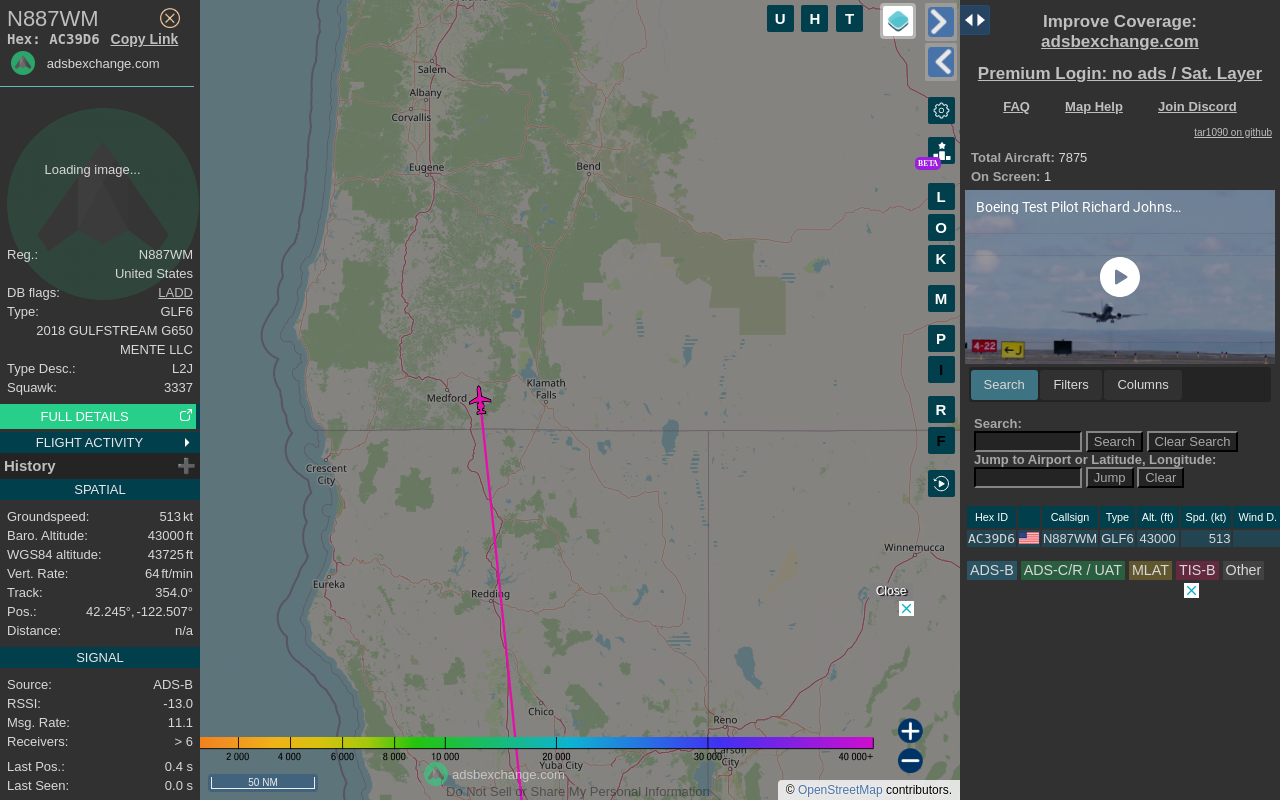 N887WM
Hex: AC39D6 Copy Link
adsbexchange.com
Loading image...
Reg.: N887WM
United States
DB flags: LADD
Type: GLF6
2018 GULFSTREAM G650
MENTE LLC
Type Desc.: L2J
Squawk: 3337
FULL DETAILS
FLIGHT ACTIVITY
History
SPATIAL
Groundspeed: 513 kt
Baro. Altitude: 43000 ft
WGS84 altitude: 43725 ft
Vert. Rate: 64 ft/min
Track: 354.0°
Pos.: 42.245°, -122.507°
Distance: n/a
SIGNAL
Source: ADS-B
RSSI: -13.0
Msg. Rate: 11.1
Receivers: > 6
Last Pos.: 0.4 s
Last Seen: 0.0 s
Salem
Albany
Corvallis
Eugene
Bend
Medford
Klamath
Falls
Crescent
City
Eureka
Redding
Winnemucca
Chico
Reno
Carson
City
Yuba City
U H T
BETA
L
O
K
M
P
I
R
F
Close
2 000 4 000 6 000 8 000 10 000 20 000 30 000 40 000+
50 NM
adsbexchange.com
Do Not Sell or Share My Personal Information
© OpenStreetMap contributors.
Improve Coverage:
adsbexchange.com
Premium Login: no ads / Sat. Layer
FAQ Map Help Join Discord
tar1090 on github
Total Aircraft: 7875
On Screen: 1
Boeing Test Pilot Richard Johns...
4-22 J
Search Filters Columns
Search:
Search Clear Search
Jump to Airport or Latitude, Longitude:
Jump Clear
Hex ID Callsign Type Alt. (ft) Spd. (kt) Wind D.
AC39D6 N887WM GLF6 43000 513
ADS-B ADS-C/R / UAT MLAT TIS-B Other